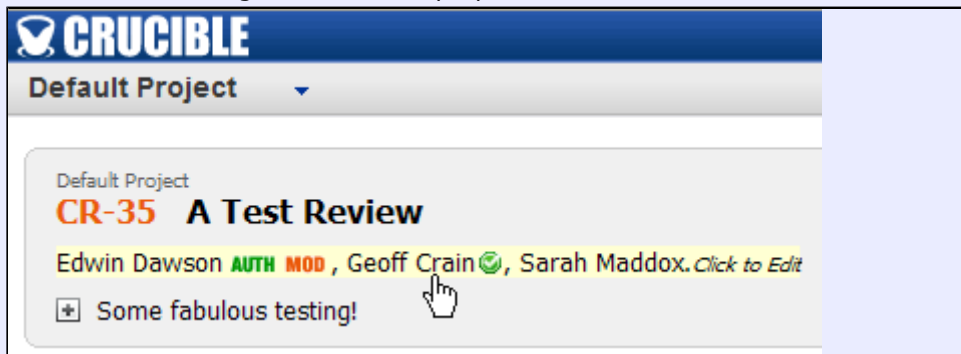 CRUCIBLE
Default Project
Default Project
CR-35 A Test Review
Edwin Dawson AUTH MOD , Geoff Crain, Sarah Maddox. Click to Edit
Some fabulous testing!